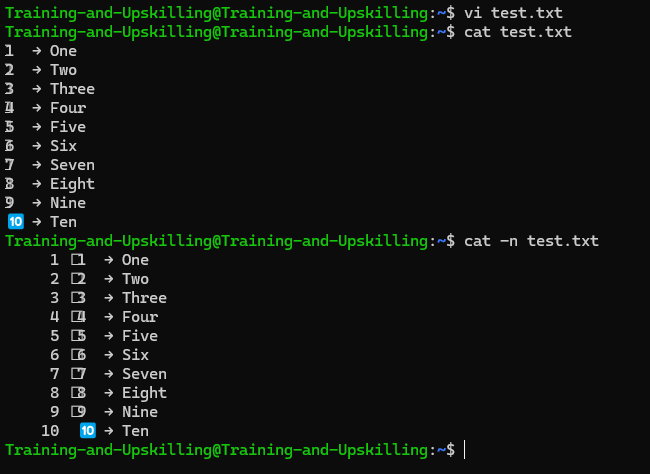 Training-and-Upskilling@Training-and-Upskilling:~$ vi test.txt
Training-and-Upskilling@Training-and-Upskilling:~$ cat test.txt
1️⃣ → One
2️⃣ → Two
3️⃣ → Three
4️⃣ → Four
5️⃣ → Five
6️⃣ → Six
7️⃣ → Seven
8️⃣ → Eight
9️⃣ → Nine
🔟 → Ten
Training-and-Upskilling@Training-and-Upskilling:~$ cat -n test.txt
1 1️⃣ → One
2 2️⃣ → Two
3 3️⃣ → Three
4 4️⃣ → Four
5 5️⃣ → Five
6 6️⃣ → Six
7 7️⃣ → Seven
8 8️⃣ → Eight
9 9️⃣ → Nine
10 🔟 → Ten
Training-and-Upskilling@Training-and-Upskilling:~$